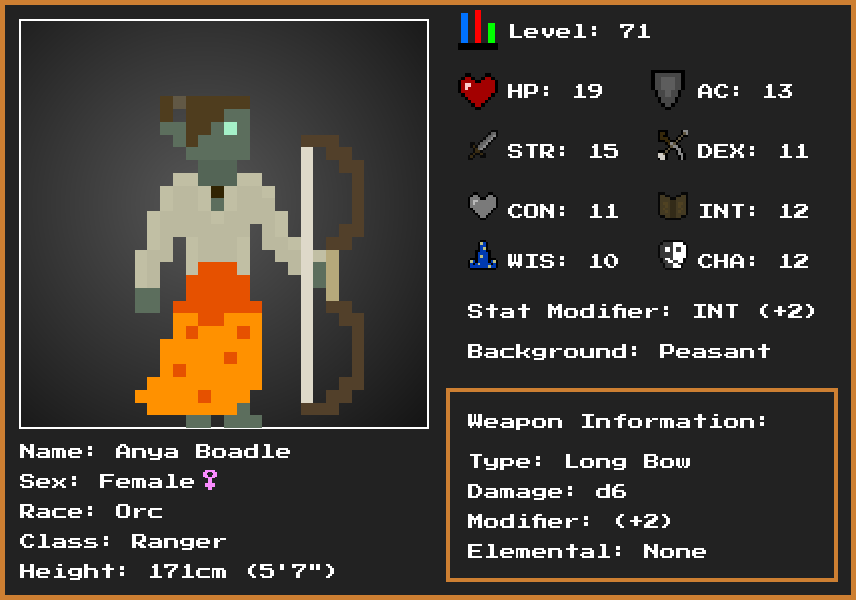 Level: 71
HP: 19
AC: 13
STR: 15
DEX: 11
CON: 11
INT: 12
WIS: 10
CHA: 12
Stat Modifier: INT (+2)
Background: Peasant
Weapon Information:
Type: Long Bow
Damage: d6
Modifier: (+2)
Elemental: None
Name: Anya Boadle
Sex: Female♀
Race: Orc
Class: Ranger
Height: 171cm (5'7")